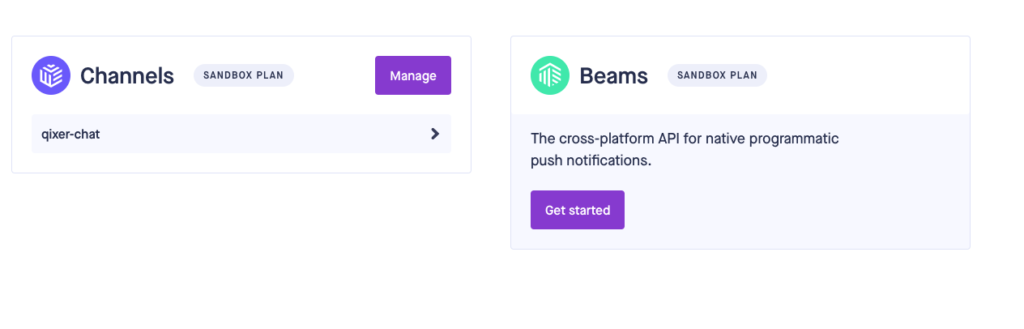 Channels
SANDBOX PLAN
Manage
qixer-chat
Beams
SANDBOX PLAN
The cross-platform API for native programmatic
push notifications.
Get started